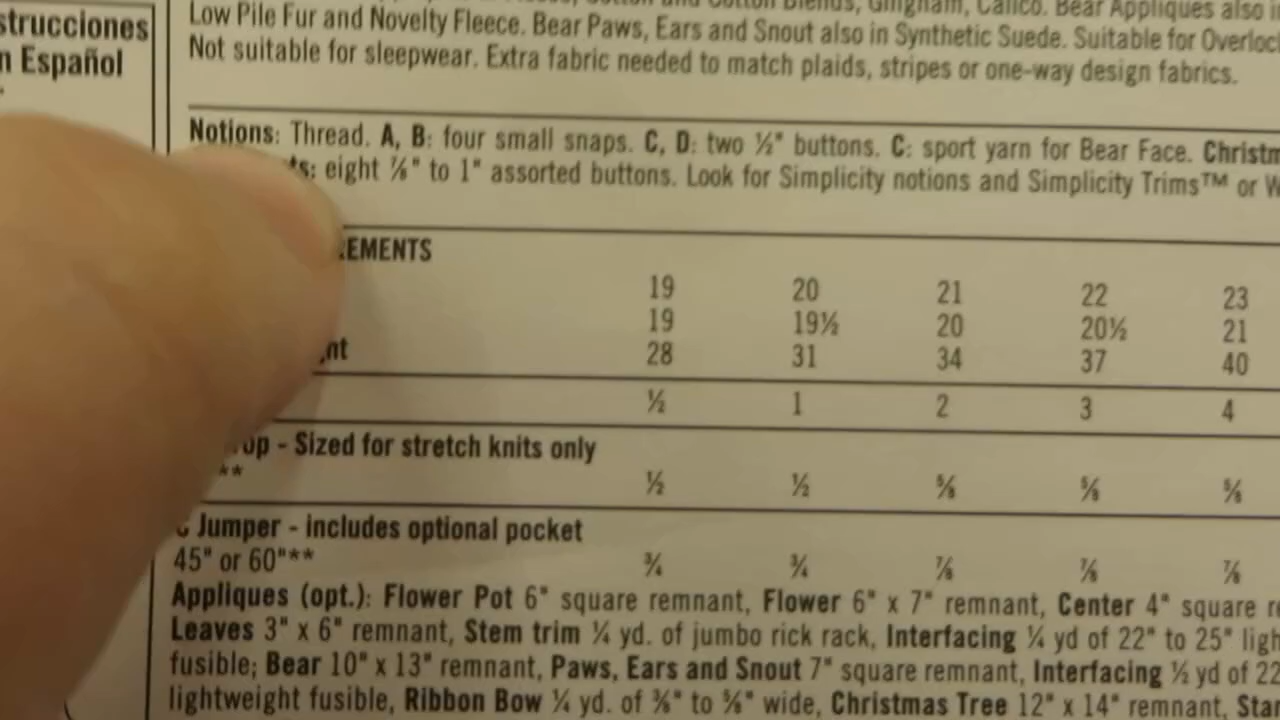 strucciones
n Español
Blends, Gingham, Calico. Bear Appliques also i
Low Pile Fur and Novelty Fleece. Bear Paws, Ears and Snout also in Synthetic Suede. Suitable for Overloc
Not suitable for sleepwear. Extra fabric needed to match plaids, stripes or one-way design fabrics.
Notions: Thread. A, B: four small snaps. C, D: two ½" buttons. C: sport yarn for Bear Face. Christm
ts: eight ⅞" to 1" assorted buttons. Look for Simplicity notions and Simplicity Trims™ or W
EMENTS
19 20 21 22 23
19 19½ 20 20½ 21
nt 28 31 34 37 40
½ 1 2 3 4
op - Sized for stretch knits only
** ½ ½ ⅝ ⅝ ⅝
C Jumper - includes optional pocket
45" or 60"** ¾ ¾ ⅞ ⅞ ⅞
Appliques (opt.): Flower Pot 6" square remnant, Flower 6" x 7" remnant, Center 4" square r
Leaves 3" x 6" remnant, Stem trim ¼ yd. of jumbo rick rack, Interfacing ¼ yd of 22" to 25" ligh
fusible; Bear 10" x 13" remnant, Paws, Ears and Snout 7" square remnant, Interfacing ½ yd of 22
lightweight fusible, Ribbon Bow ¼ yd. of ⅜" to ⅝" wide, Christmas Tree 12" x 14" remnant, Star